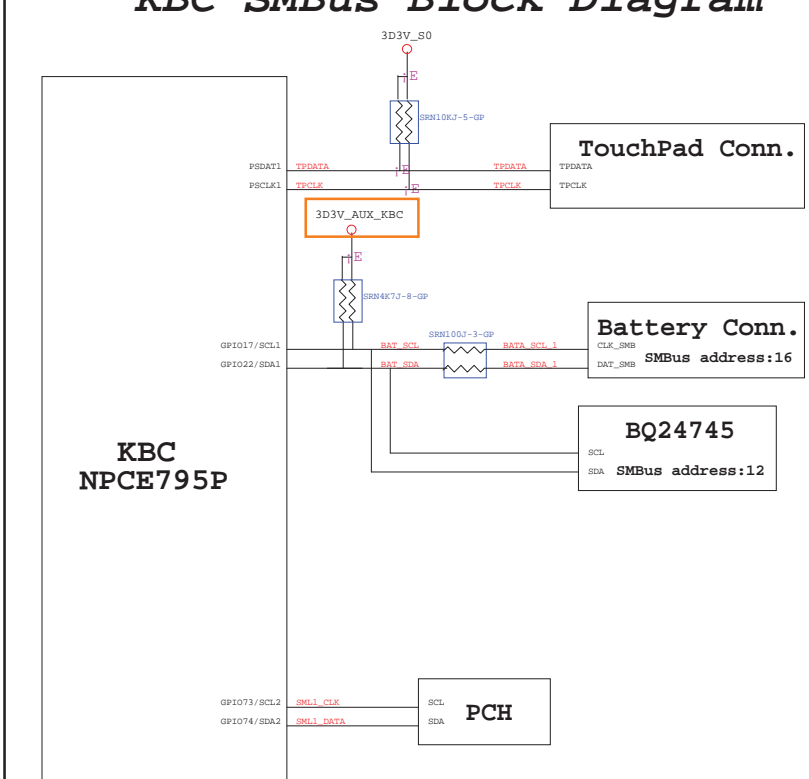 KBC SMBus Block Diagram
3D3V_S0
E
SRN10KJ-5-GP
TouchPad Conn.
PSDAT1 TPDATA TPDATA TPDATA
E
PSCLK1 TPCLK TPCLK TPCLK
E
3D3V_AUX_KBC
E
SRN4K7J-8-GP
SRN100J-3-GP
Battery Conn.
GPIO17/SCL1 BAT_SCL BATA_SCL_1 CLK_SMB
SMBus address:16
GPIO22/SDA1 BAT_SDA BATA_SDA_1 DAT_SMB
BQ24745
SCL
SDA SMBus address:12
KBC
NPCE795P
GPIO73/SCL2 SML1_CLK SCL
PCH
GPIO74/SDA2 SML1_DATA SDA